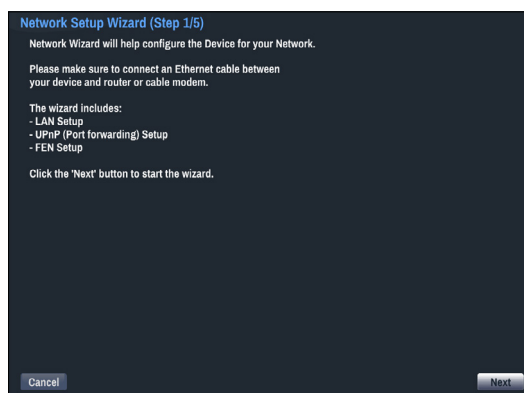 Network Setup Wizard (Step 1/5)
Network Wizard will help configure the Device for your Network.
Please make sure to connect an Ethernet cable between
your device and router or cable modem.
The wizard includes:
- LAN Setup
- UPnP (Port forwarding) Setup
- FEN Setup
Click the 'Next' button to start the wizard.
Cancel
Next